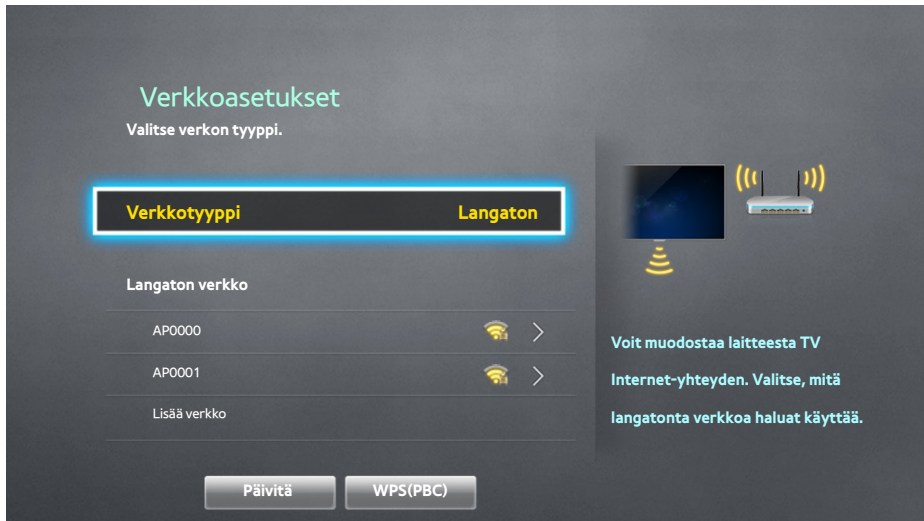 Verkkoasetukset
Valitse verkon tyyppi.
Verkkotyyppi Langaton
Langaton verkko
AP0000
AP0001
Lisää verkko
Päivitä WPS(PBC)
Voit muodostaa laitteesta TV
Internet-yhteyden. Valitse, mitä
langatonta verkkoa haluat käyttää.